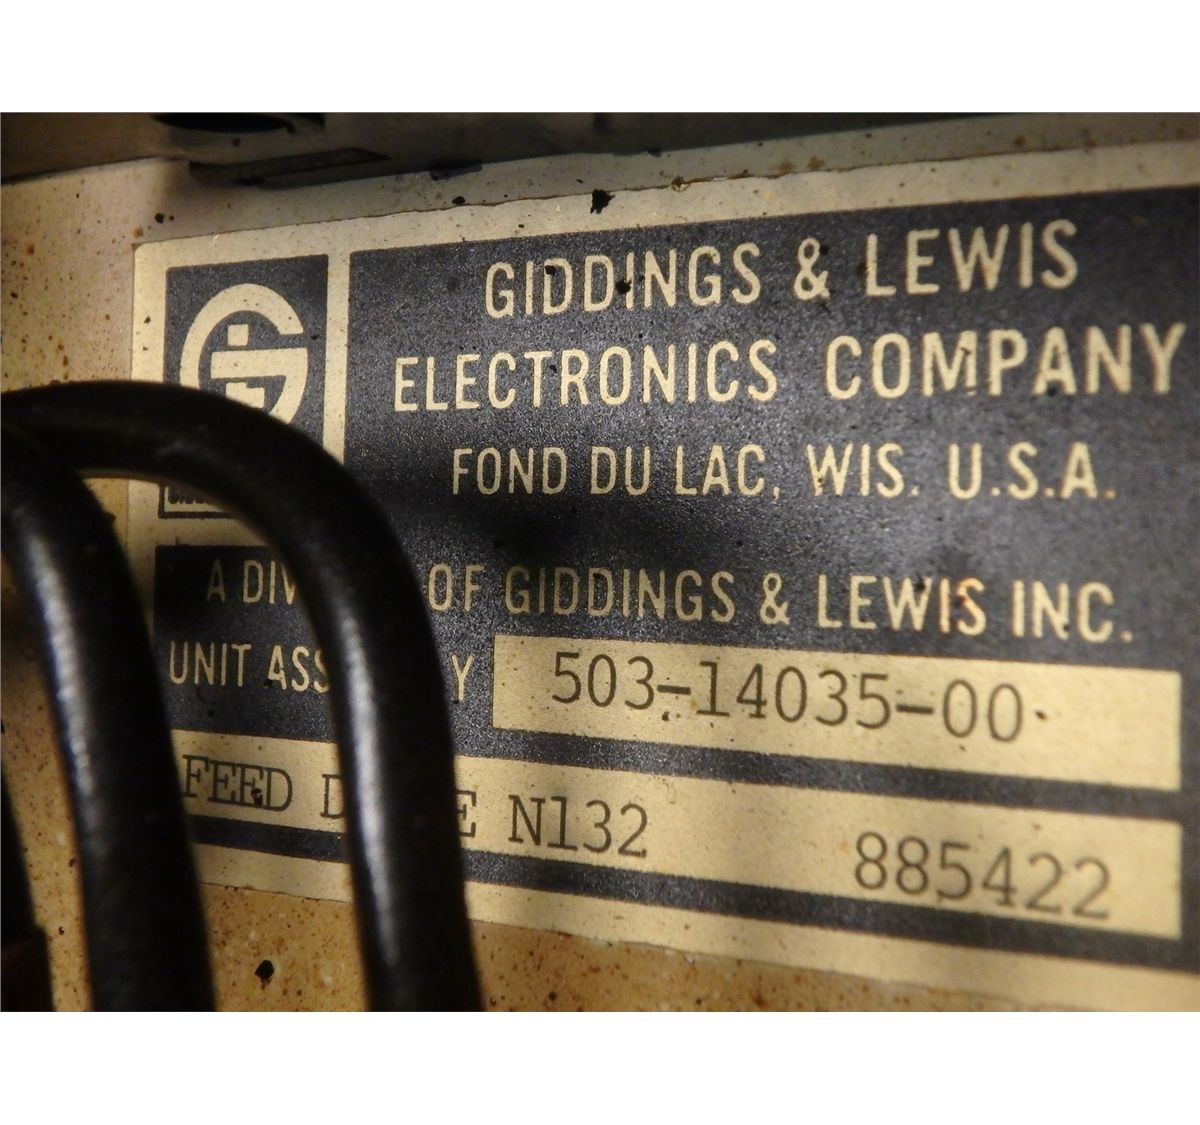 GIDDINGS & LEWIS
ELECTRONICS COMPANY
FOND DU LAC, WIS. U.S.A.
A OF GIDDINGS & LEWIS INC.
UNIT 503-14035-00
FEED N132 885422